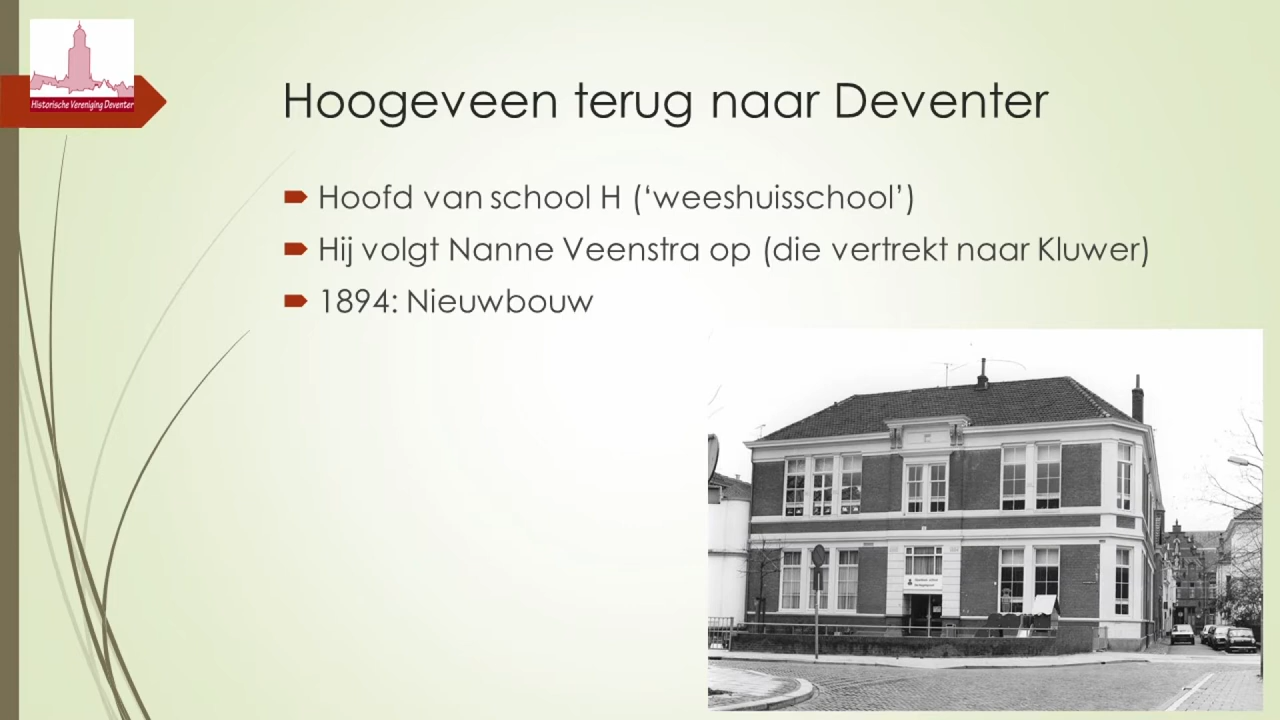 Historische Vereniging Deventer
Hoogeveen terug naar Deventer
Hoofd van school H (‘weeshuisschool’)
Hij volgt Nanne Veenstra op (die vertrekt naar Kluwer)
1894: Nieuwbouw